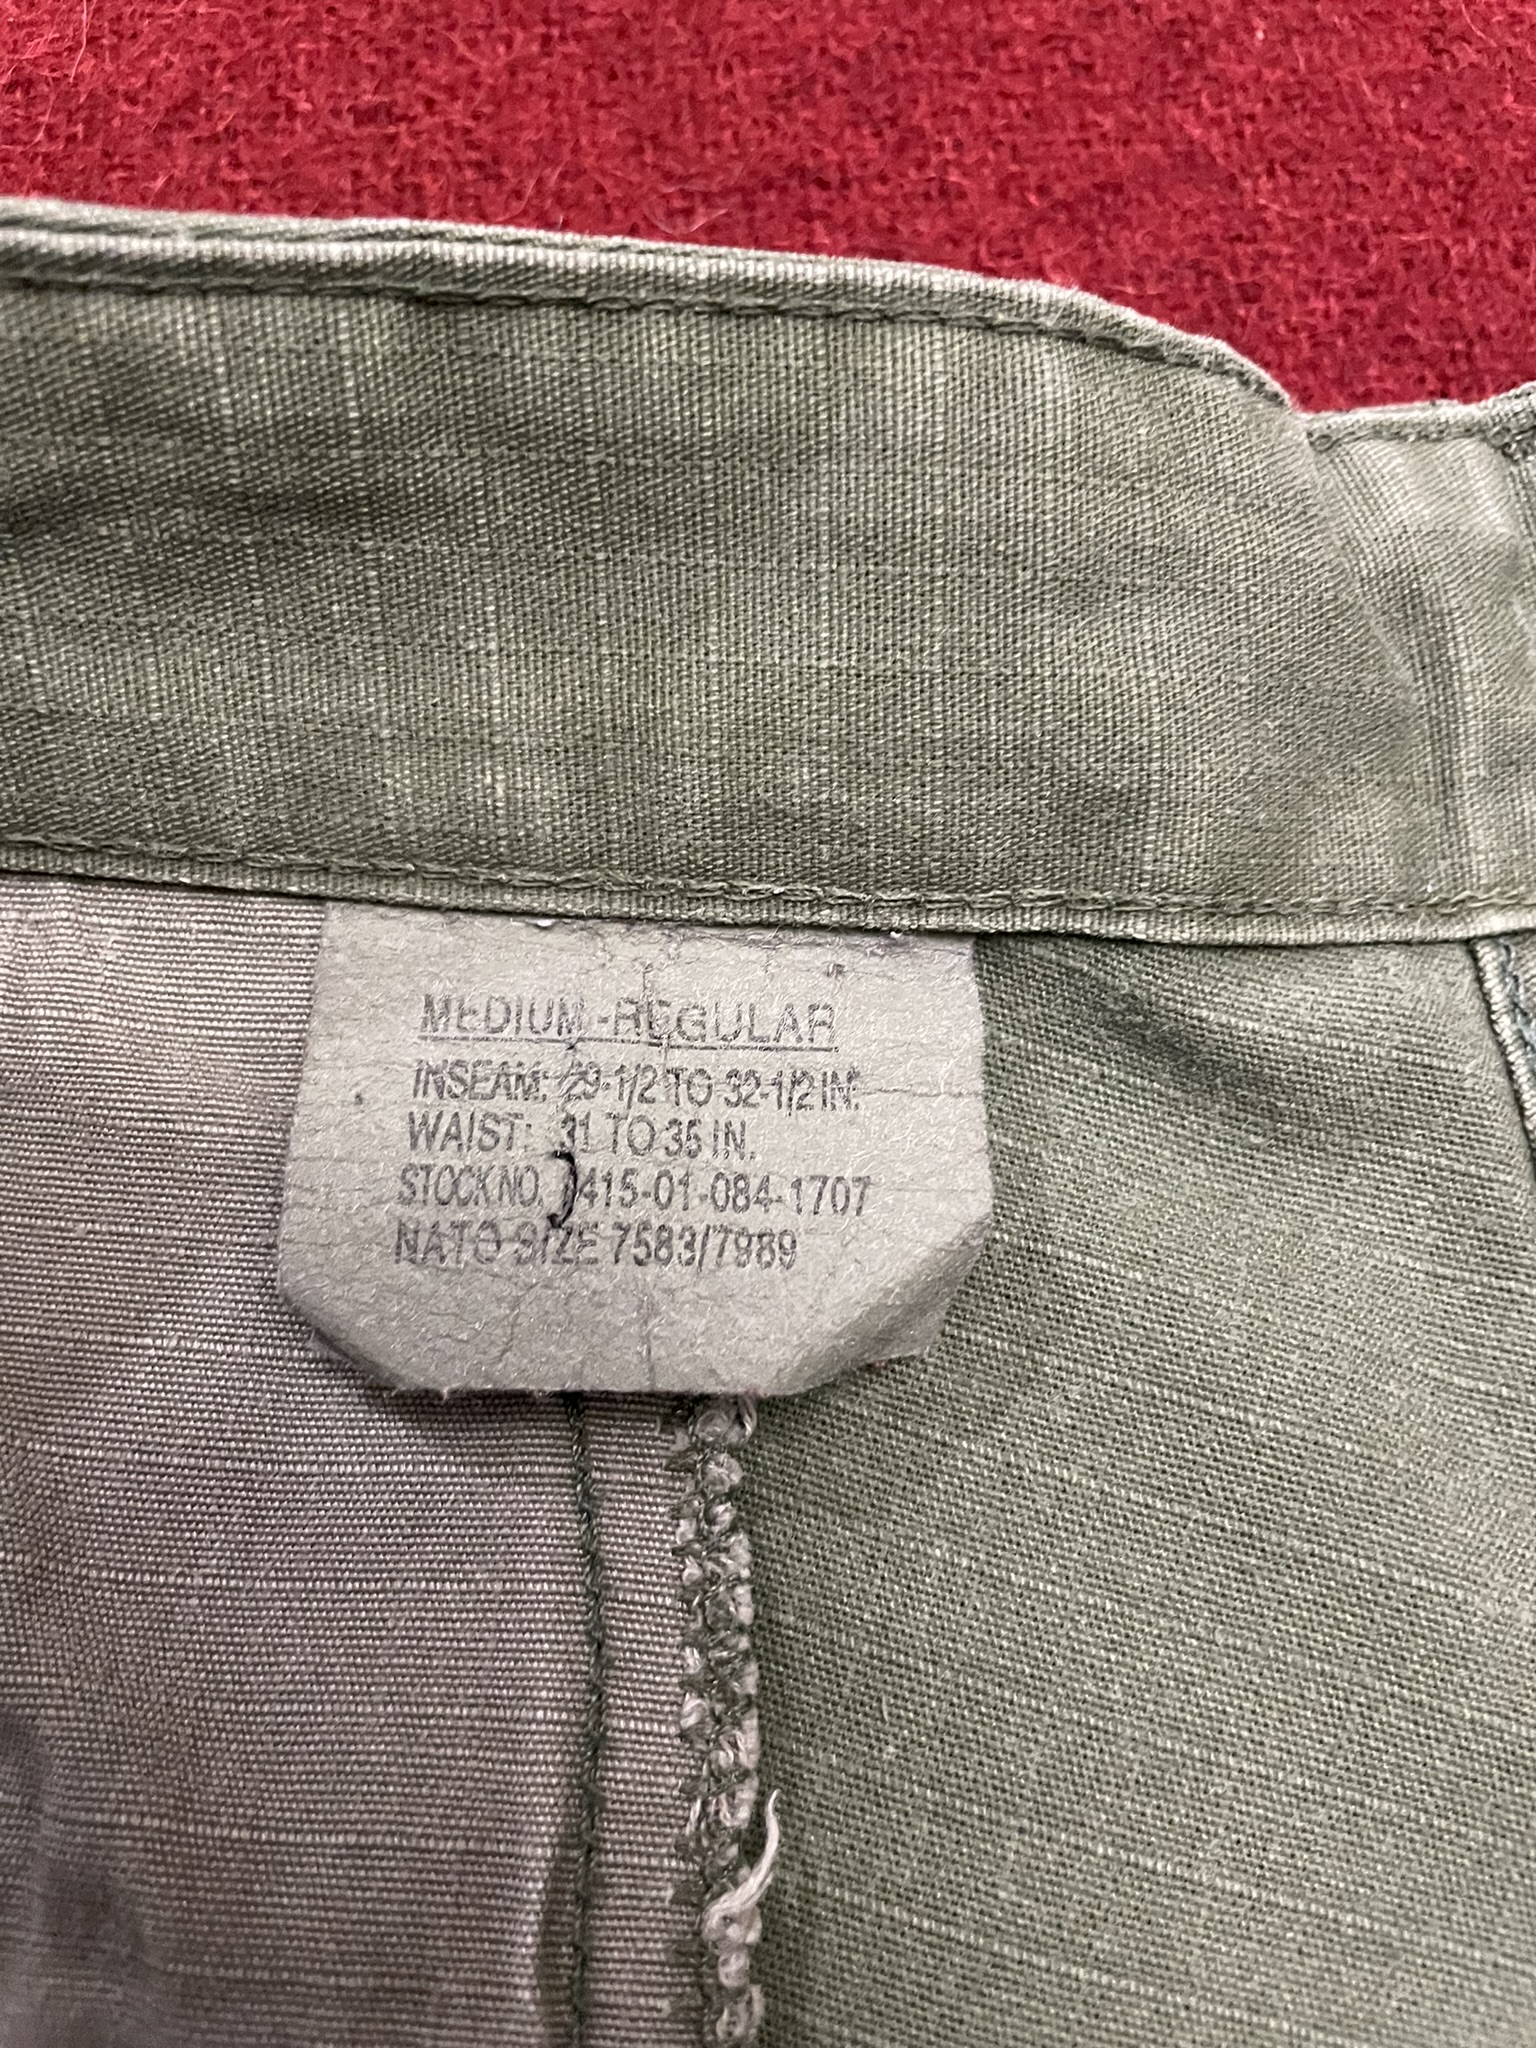 MEDIUM-REGULAR
INSEAM: 29-1/2 TO 32-1/2 IN.
WAIST: 31 TO 35 IN.
STOCK NO. 8415-01-084-1707
NATO SIZE 7583/7989